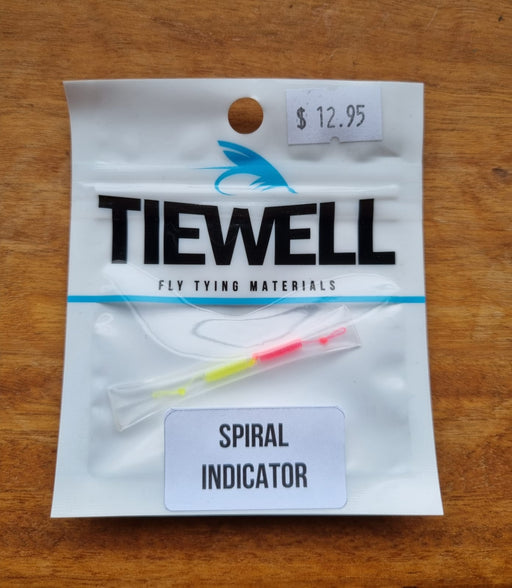 $ 12.95
TIEWELL
FLY TYING MATERIALS
SPIRAL
INDICATOR